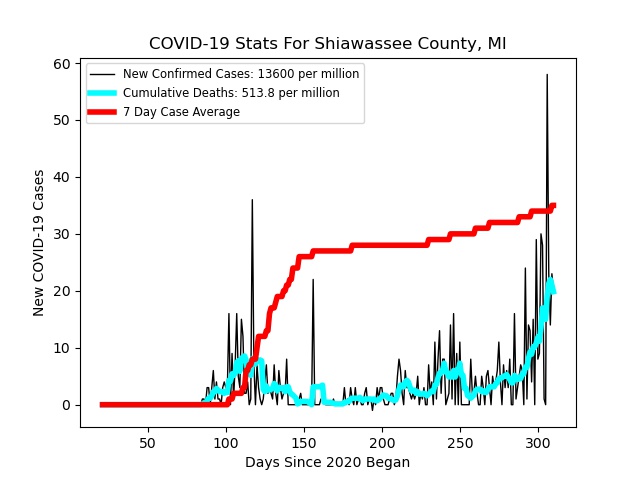 COVID-19 Stats For Shiawassee County, MI
New Confirmed Cases: 13600 per million
Cumulative Deaths: 513.8 per million
7 Day Case Average
New COVID-19 Cases
60
50
40
30
20
10
0
50 100 150 200 250 300
Days Since 2020 Began